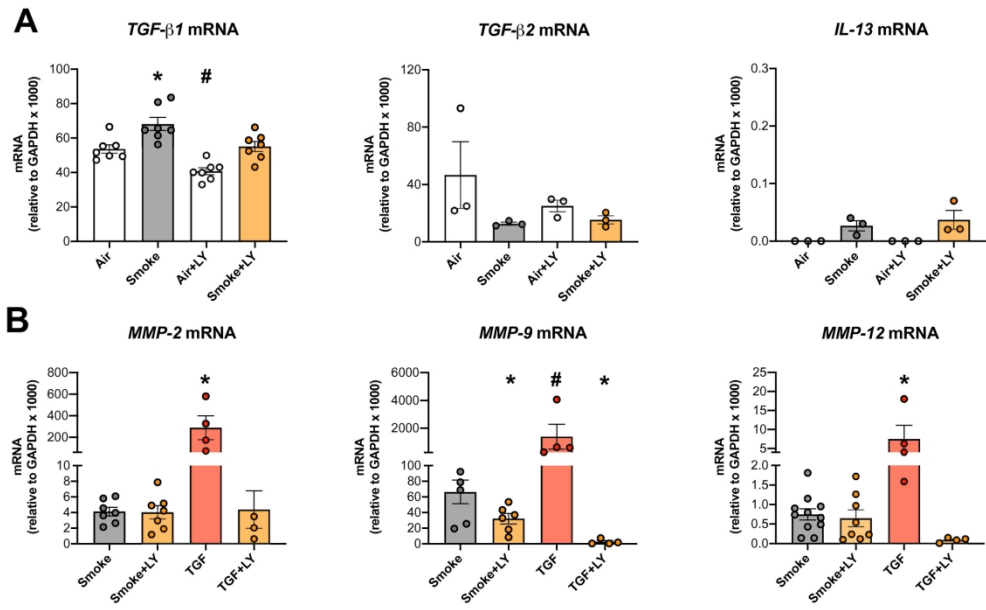 A
TGF-β1 mRNA
mRNA
(relative to GAPDH x 1000)
100
80
60
40
20
0
*
#
Air
Smoke
Air+LY
Smoke+LY
TGF-β2 mRNA
mRNA
(relative to GAPDH x 1000)
120
80
40
0
Air
Smoke
Air+LY
Smoke+LY
IL-13 mRNA
mRNA
(relative to GAPDH x 1000)
0.3
0.2
0.1
0.0
Air
Smoke
Air+LY
Smoke+LY
B
MMP-2 mRNA
mRNA
(relative to GAPDH x 1000)
800
600
400
200
10
8
6
4
2
0
*
Smoke
Smoke+LY
TGF
TGF+LY
MMP-9 mRNA
mRNA
(relative to GAPDH x 1000)
6000
4000
2000
100
80
60
40
20
0
*
#
*
Smoke
Smoke+LY
TGF
TGF+LY
MMP-12 mRNA
mRNA
(relative to GAPDH x 1000)
25
20
15
10
5
2.0
1.5
1.0
0.5
0.0
*
Smoke
Smoke+LY
TGF
TGF+LY